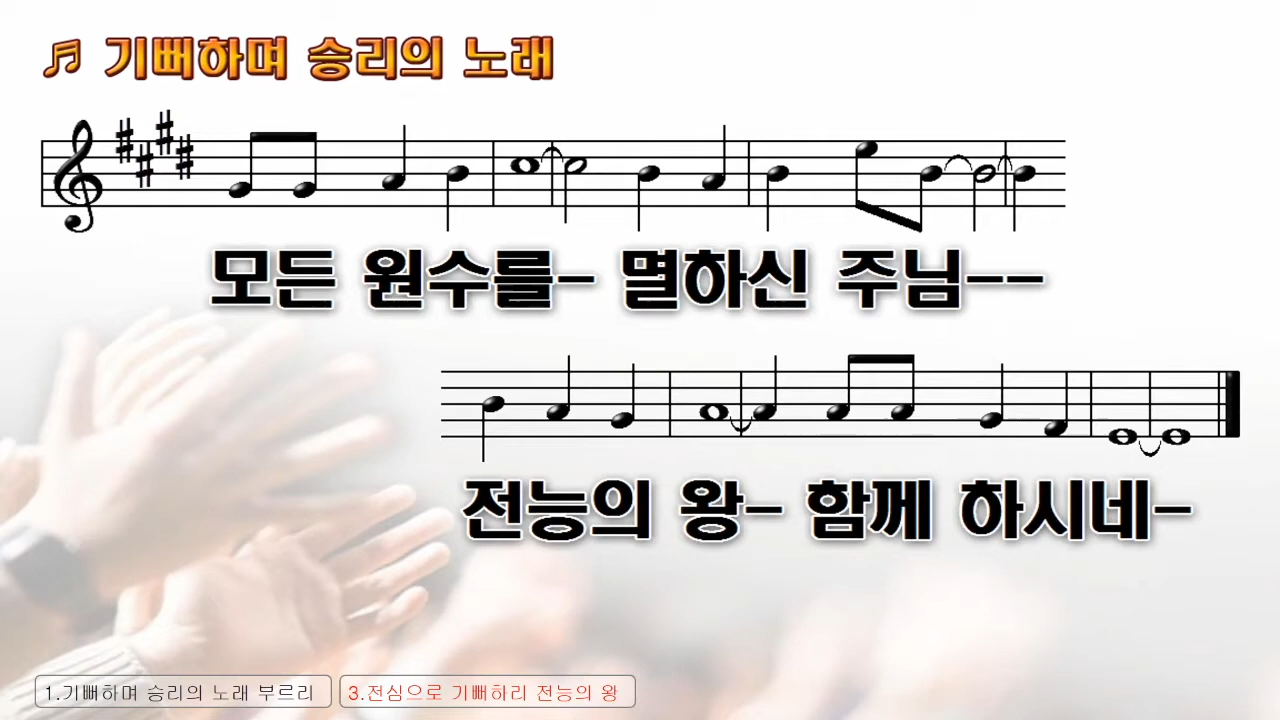 ♬ 기뻐하며 승리의 노래
모든 원수를- 멸하신 주님--
전능의 왕- 함께 하시네-
1.기뻐하며 승리의 노래 부르리
3.전심으로 기뻐하리 전능의 왕